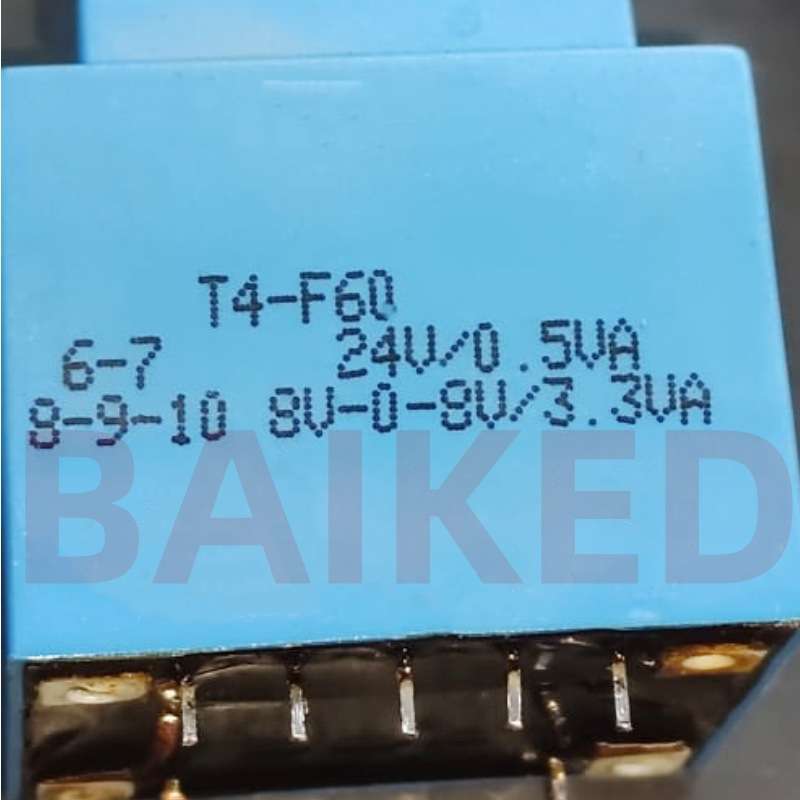 T4-F60
6-7 24V/0.5VA
8-9-10 8V-0-8V/3.3VA
BAIKED